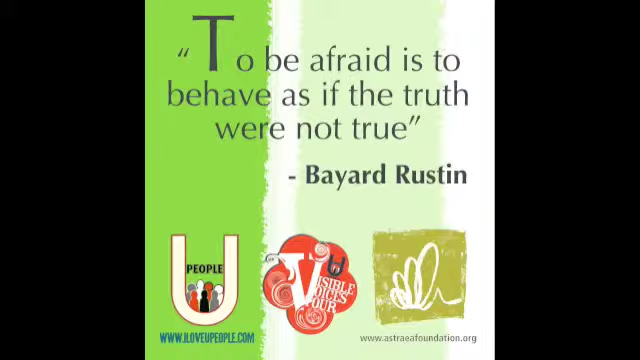 “To be afraid is to
behave as if the truth
were not true”
- Bayard Rustin
U
PEOPLE
WWW.ILOVEUPEOPLE.COM
U
VISIBLE
VOICES
TOUR
www.astraeafoundation.org